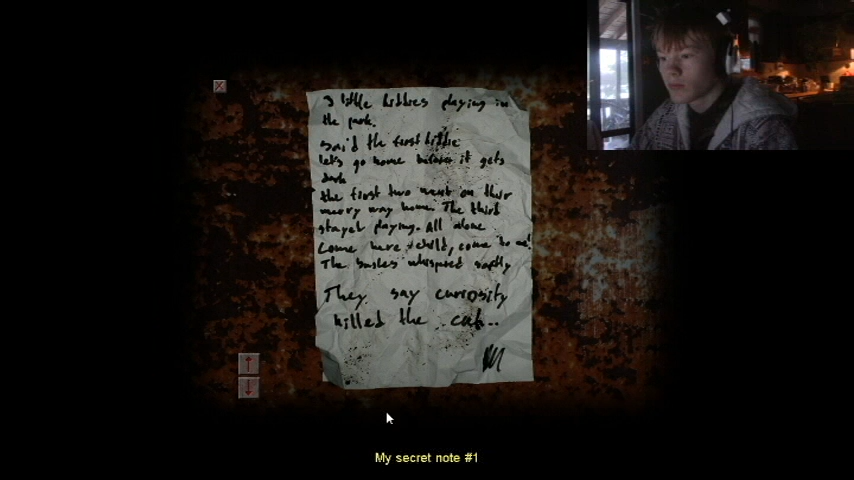 3 little kiddies playing in
the park.
said the first kiddie
let's go home before it gets
dark
the first two went on their
merry way home. The third
stayed playing. All alone
Come here child, come to me!
The bushes whispered softly
They say curiosity
killed the cat...
My secret note #1